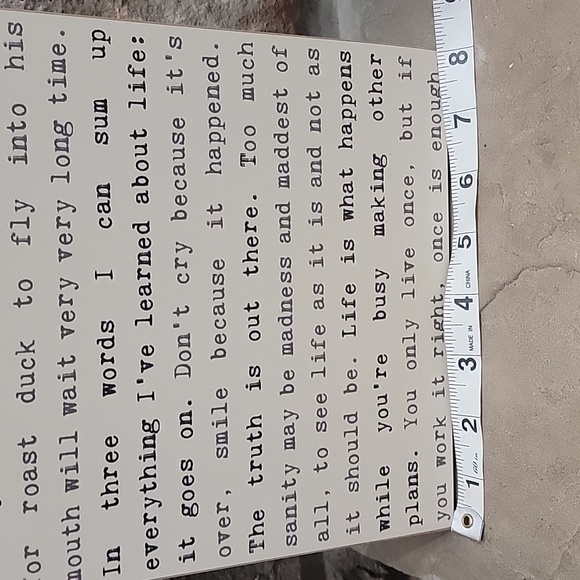 for roast duck to fly into his
mouth will wait very very long time.
In three words I can sum up
everything I've learned about life:
it goes on. Don't cry because it's
over, smile because it happened.
The truth is out there. Too much
sanity may be madness and maddest of
all, to see life as it is and not as
it should be. Life is what happens
while you're busy making other
plans. You only live once, but if
you work it right, once is enough
1 2 3 MADE IN 4 CHINA 5 6 7 8